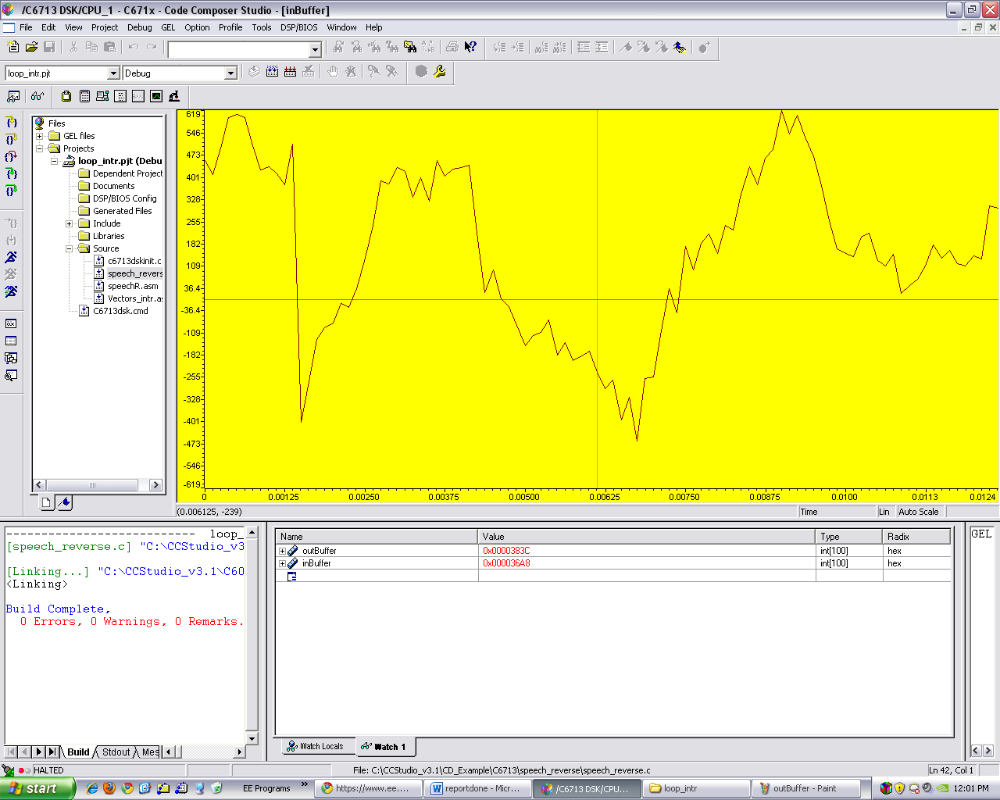 /C6713 DSK/CPU_1 - C671x - Code Composer Studio - [inBuffer]
File Edit View Project Debug GEL Option Profile Tools DSP/BIOS Window Help
loop_intr.pjt Debug
Files
GEL files
Projects
loop_intr.pjt (Debu
Dependent Project
Documents
DSP/BIOS Config
Generated Files
Include
Libraries
Source
c6713dskinit.c
speech_revers
speechR.asm
Vectors_intr.a
C6713dsk.cmd
619
546
473
401
328
255
182
109
36.4
-36.4
-109
-182
-255
-328
-401
-473
-546
-619
0 0.00125 0.00250 0.00375 0.00500 0.00625 0.00750 0.00875 0.0100 0.0113 0.0124
(0.006125, -239) Time Lin Auto Scale
--------------------------- loop_
[speech_reverse.c] "C:\CCStudio_v3
[Linking...] "C:\CCStudio_v3.1\C60
<Linking>
Build Complete,
0 Errors, 0 Warnings, 0 Remarks.
Build Stdout Mes
Name Value Type Radix
outBuffer 0x0000383C int[100] hex
inBuffer 0x000036A8 int[100] hex
Watch Locals Watch 1
GEL
HALTED File: C:\CCStudio_v3.1\CD_Example\C6713\speech_reverse\speech_reverse.c Ln 42, Col 1
start EE Programs » https://www.ee.... reportdone - Micr... /C6713 DSK/CPU... loop_intr outBuffer - Paint 12:01 PM